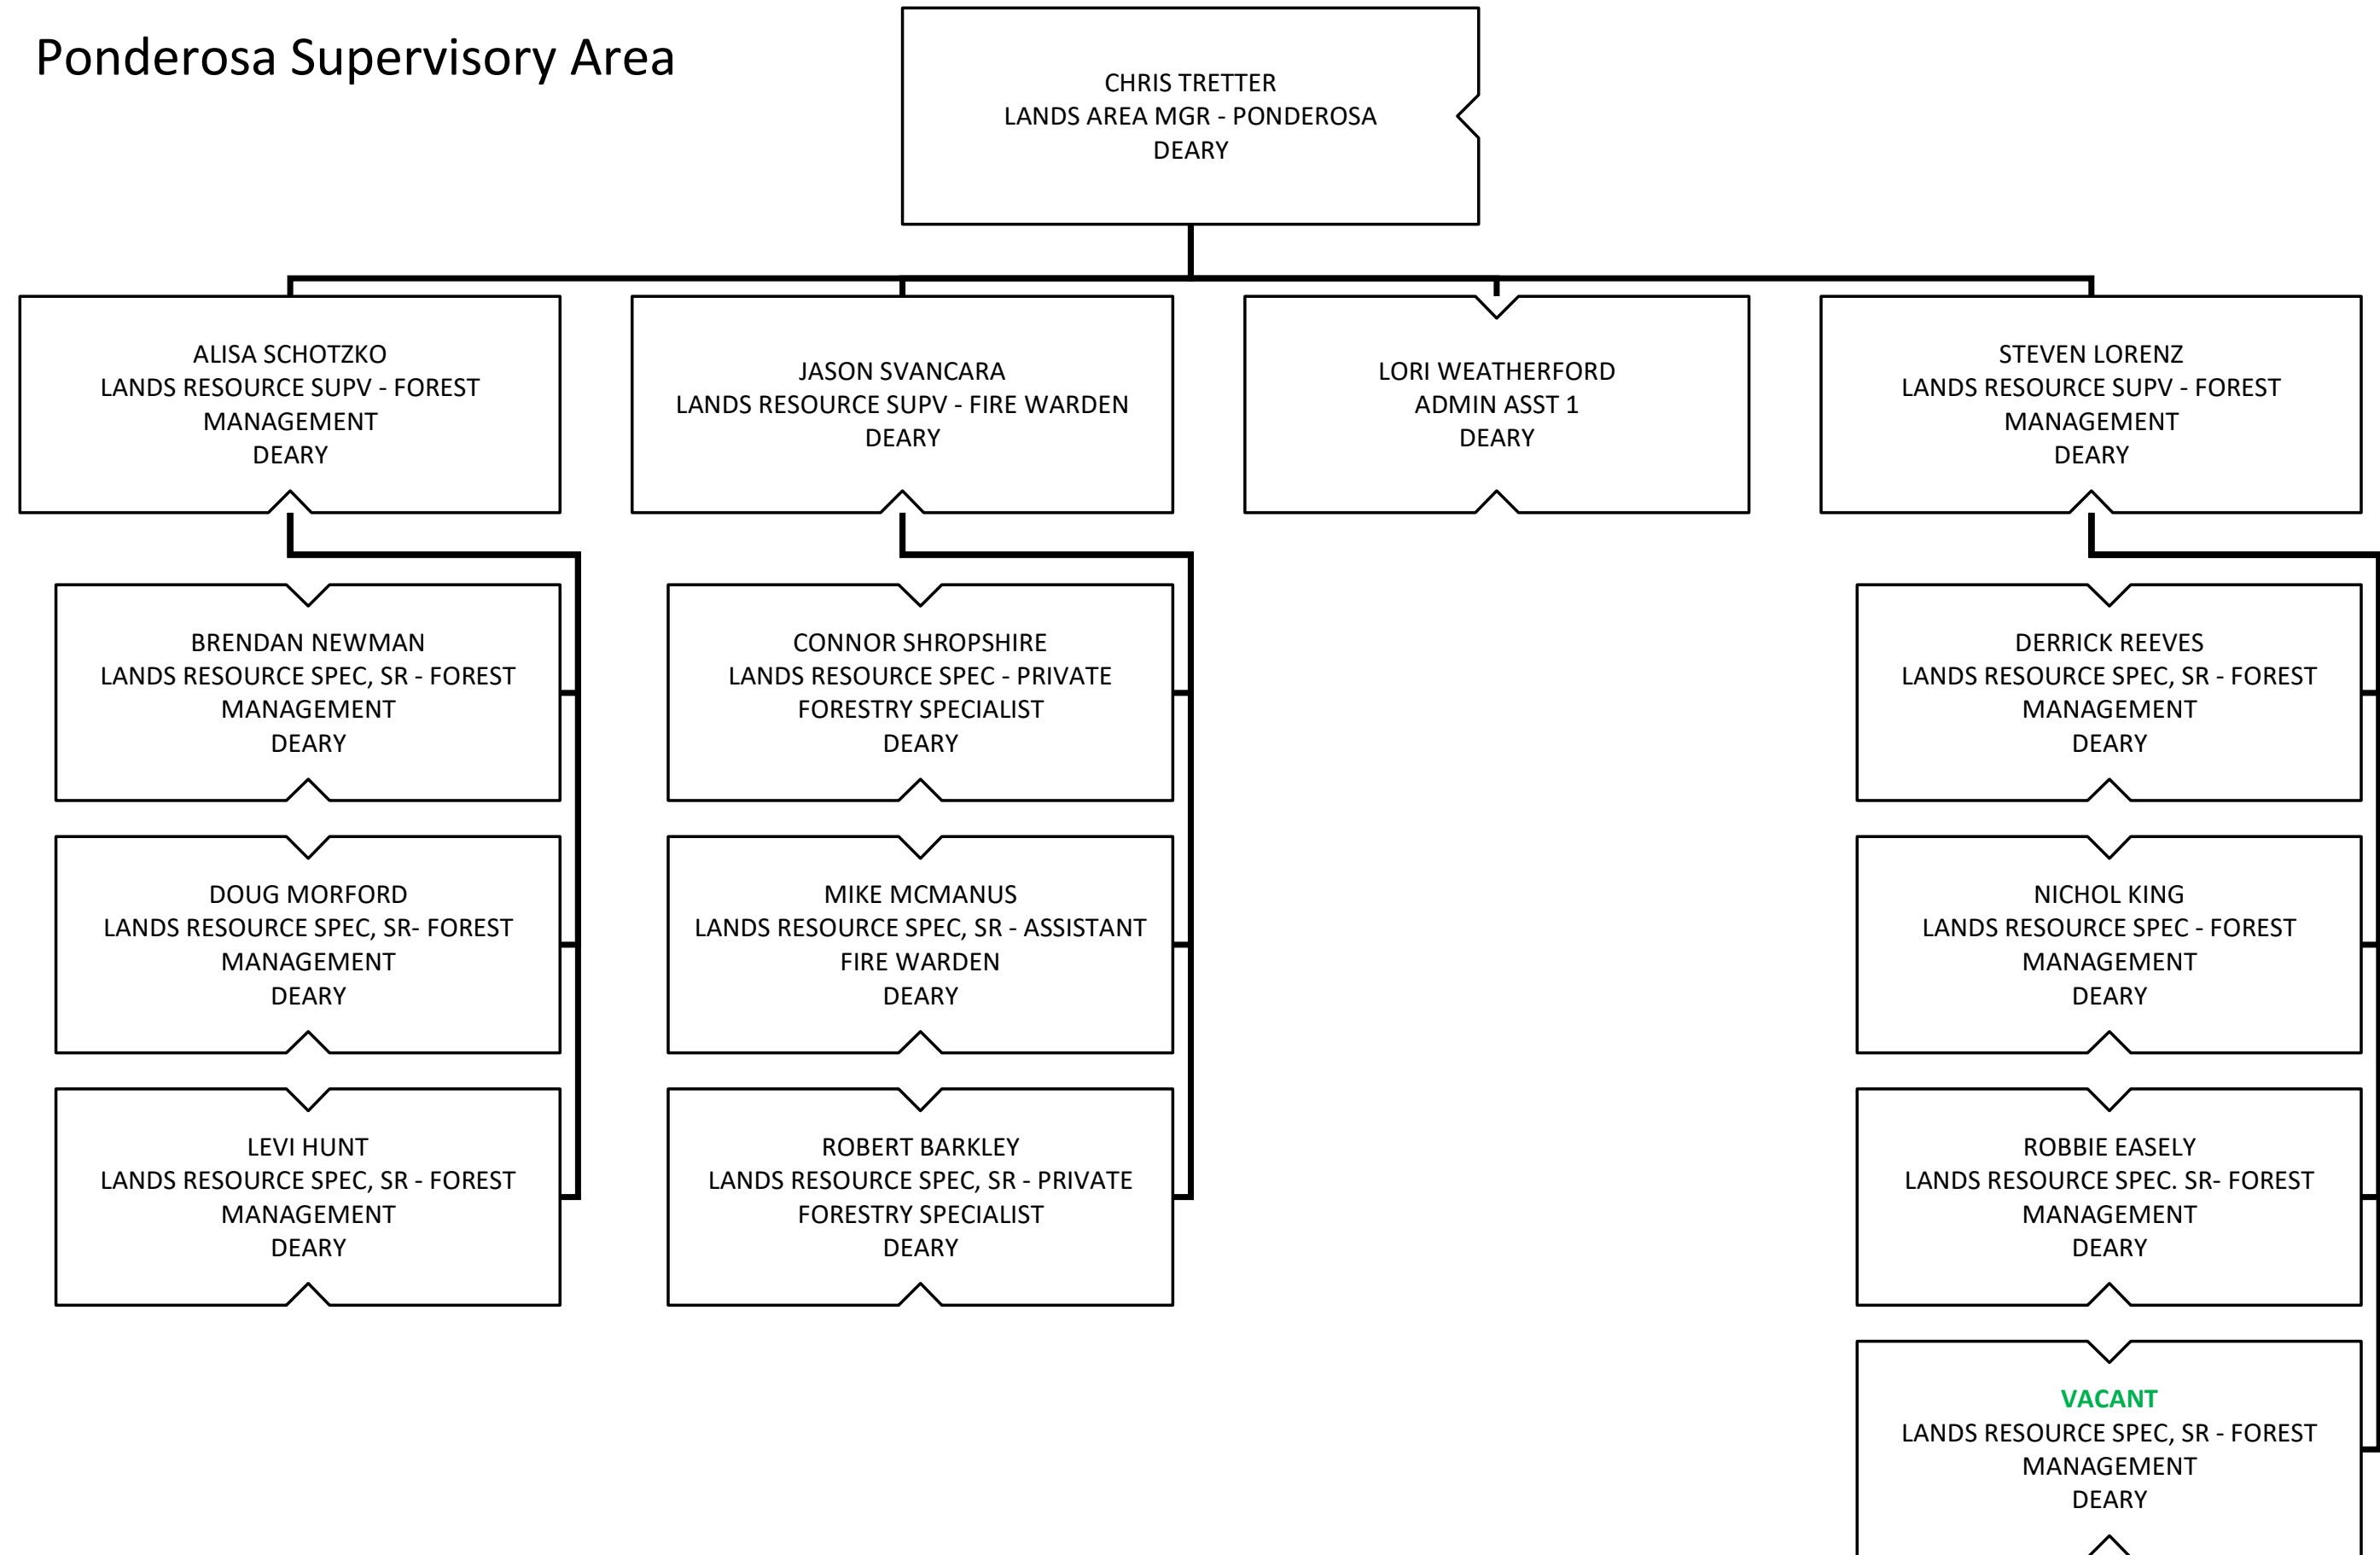 Ponderosa Supervisory Area
CHRIS TRETTER
LANDS AREA MGR - PONDEROSA
DEARY
ALISA SCHOTZKO
LANDS RESOURCE SUPV - FOREST
MANAGEMENT
DEARY
JASON SVANCARA
LANDS RESOURCE SUPV - FIRE WARDEN
DEARY
LORI WEATHERFORD
ADMIN ASST 1
DEARY
STEVEN LORENZ
LANDS RESOURCE SUPV - FOREST
MANAGEMENT
DEARY
BRENDAN NEWMAN
LANDS RESOURCE SPEC, SR - FOREST
MANAGEMENT
DEARY
DOUG MORFORD
LANDS RESOURCE SPEC, SR- FOREST
MANAGEMENT
DEARY
LEVI HUNT
LANDS RESOURCE SPEC, SR - FOREST
MANAGEMENT
DEARY
CONNOR SHROPSHIRE
LANDS RESOURCE SPEC - PRIVATE
FORESTRY SPECIALIST
DEARY
MIKE MCMANUS
LANDS RESOURCE SPEC, SR - ASSISTANT
FIRE WARDEN
DEARY
ROBERT BARKLEY
LANDS RESOURCE SPEC, SR - PRIVATE
FORESTRY SPECIALIST
DEARY
DERRICK REEVES
LANDS RESOURCE SPEC, SR - FOREST
MANAGEMENT
DEARY
NICHOL KING
LANDS RESOURCE SPEC - FOREST
MANAGEMENT
DEARY
ROBBIE EASELY
LANDS RESOURCE SPEC. SR- FOREST
MANAGEMENT
DEARY
VACANT
LANDS RESOURCE SPEC, SR - FOREST
MANAGEMENT
DEARY